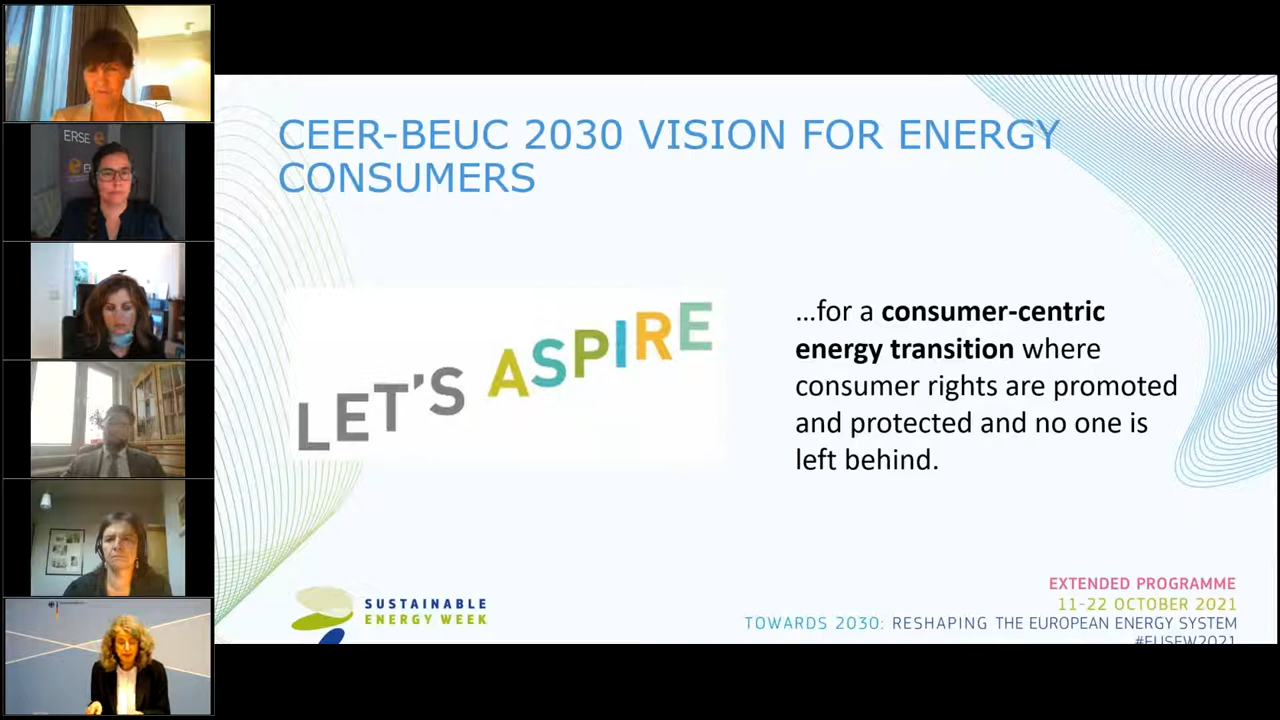 ERSE
CEER-BEUC 2030 VISION FOR ENERGY
CONSUMERS
LET'S ASPIRE
...for a consumer-centric
energy transition where
consumer rights are promoted
and protected and no one is
left behind.
SUSTAINABLE
ENERGY WEEK
EXTENDED PROGRAMME
11-22 OCTOBER 2021
TOWARDS 2030: RESHAPING THE EUROPEAN ENERGY SYSTEM
#EUSEW2021